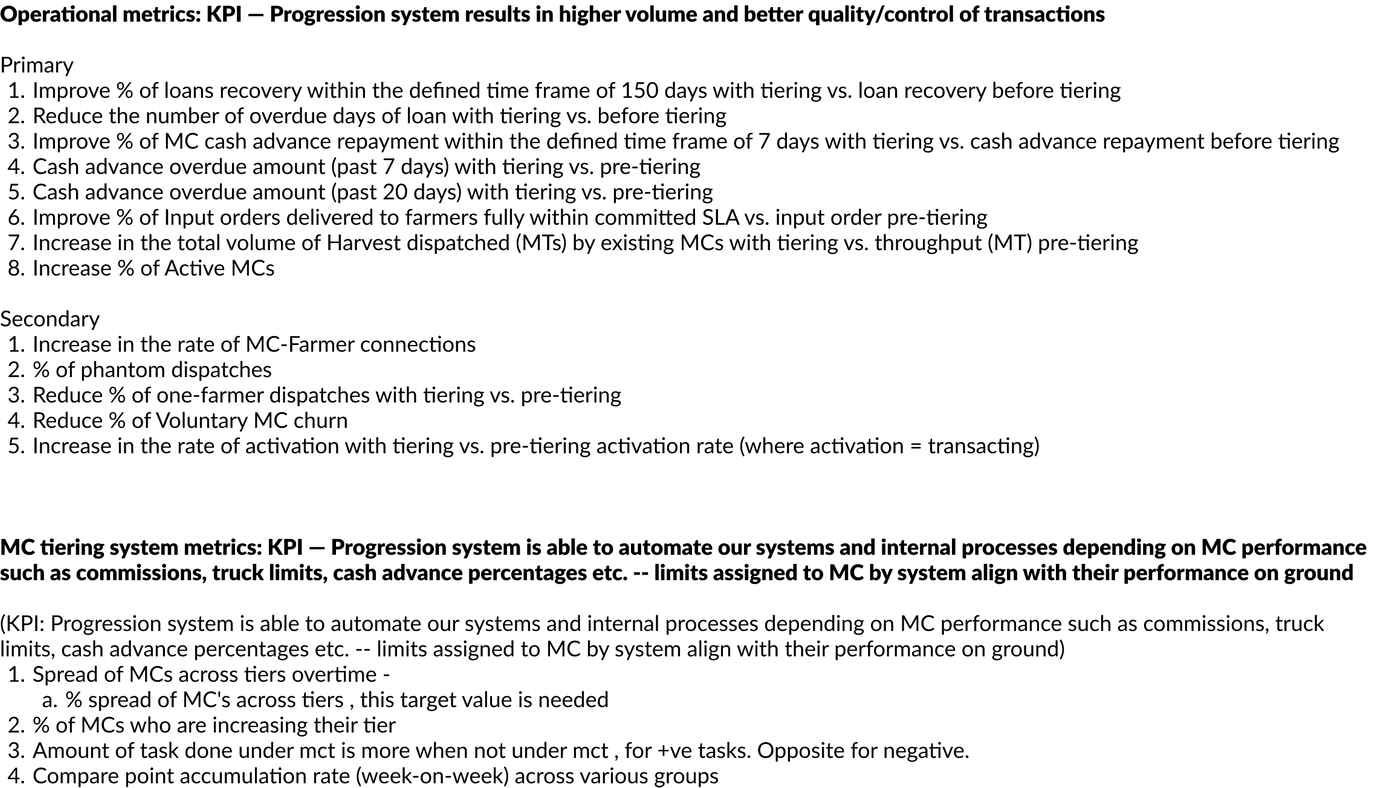 Operational metrics: KPI — Progression system results in higher volume and better quality/control of transactions
Primary
1. Improve % of loans recovery within the defined time frame of 150 days with tiering vs. loan recovery before tiering
2. Reduce the number of overdue days of loan with tiering vs. before tiering
3. Improve % of MC cash advance repayment within the defined time frame of 7 days with tiering vs. cash advance repayment before tiering
4. Cash advance overdue amount (past 7 days) with tiering vs. pre-tiering
5. Cash advance overdue amount (past 20 days) with tiering vs. pre-tiering
6. Improve % of Input orders delivered to farmers fully within committed SLA vs. input order pre-tiering
7. Increase in the total volume of Harvest dispatched (MTs) by existing MCs with tiering vs. throughput (MT) pre-tiering
8. Increase % of Active MCs
Secondary
1. Increase in the rate of MC-Farmer connections
2. % of phantom dispatches
3. Reduce % of one-farmer dispatches with tiering vs. pre-tiering
4. Reduce % of Voluntary MC churn
5. Increase in the rate of activation with tiering vs. pre-tiering activation rate (where activation = transacting)
MC tiering system metrics: KPI — Progression system is able to automate our systems and internal processes depending on MC performance
such as commissions, truck limits, cash advance percentages etc. -- limits assigned to MC by system align with their performance on ground
(KPI: Progression system is able to automate our systems and internal processes depending on MC performance such as commissions, truck
limits, cash advance percentages etc. -- limits assigned to MC by system align with their performance on ground)
1. Spread of MCs across tiers overtime -
a. % spread of MC's across tiers , this target value is needed
2. % of MCs who are increasing their tier
3. Amount of task done under mct is more when not under mct , for +ve tasks. Opposite for negative.
4. Compare point accumulation rate (week-on-week) across various groups